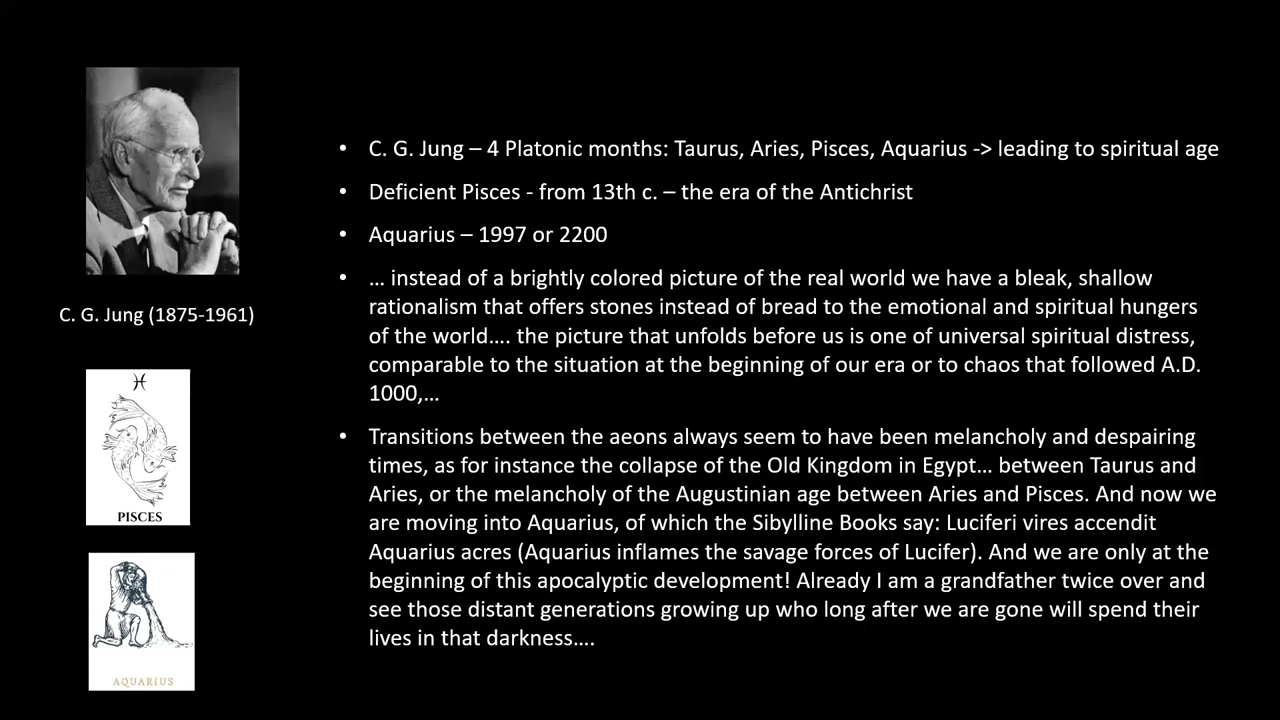 C. G. Jung (1875-1961)
PISCES
AQUARIUS
• C. G. Jung – 4 Platonic months: Taurus, Aries, Pisces, Aquarius -> leading to spiritual age
• Deficient Pisces - from 13th c. – the era of the Antichrist
• Aquarius – 1997 or 2200
• … instead of a brightly colored picture of the real world we have a bleak, shallow
rationalism that offers stones instead of bread to the emotional and spiritual hungers
of the world…. the picture that unfolds before us is one of universal spiritual distress,
comparable to the situation at the beginning of our era or to chaos that followed A.D.
1000,…
• Transitions between the aeons always seem to have been melancholy and despairing
times, as for instance the collapse of the Old Kingdom in Egypt… between Taurus and
Aries, or the melancholy of the Augustinian age between Aries and Pisces. And now we
are moving into Aquarius, of which the Sibylline Books say: Luciferi vires accendit
Aquarius acres (Aquarius inflames the savage forces of Lucifer). And we are only at the
beginning of this apocalyptic development! Already I am a grandfather twice over and
see those distant generations growing up who long after we are gone will spend their
lives in that darkness….